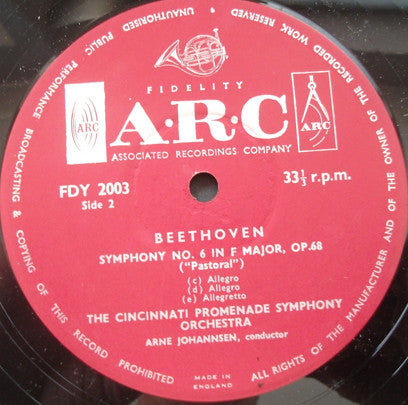 FIDELITY
A·R·C
ARC
ARC
ASSOCIATED RECORDINGS COMPANY
FDY 2003
Side 2
33⅓ r.p.m.
BEETHOVEN
SYMPHONY NO. 6 IN F MAJOR, OP.68
("Pastoral")
(c) Allegro
(d) Allegro
(e) Allegretto
THE CINCINNATI PROMENADE SYMPHONY
ORCHESTRA
ARNE JOHANNSEN, conductor
MADE IN
ENGLAND
ALL RIGHTS OF THE MANUFACTURER AND OF THE OWNER OF THE RECORDED WORK RESERVED • UNAUTHORISED PUBLIC PERFORMANCE BROADCASTING & COPYING OF THIS RECORD PROHIBITED